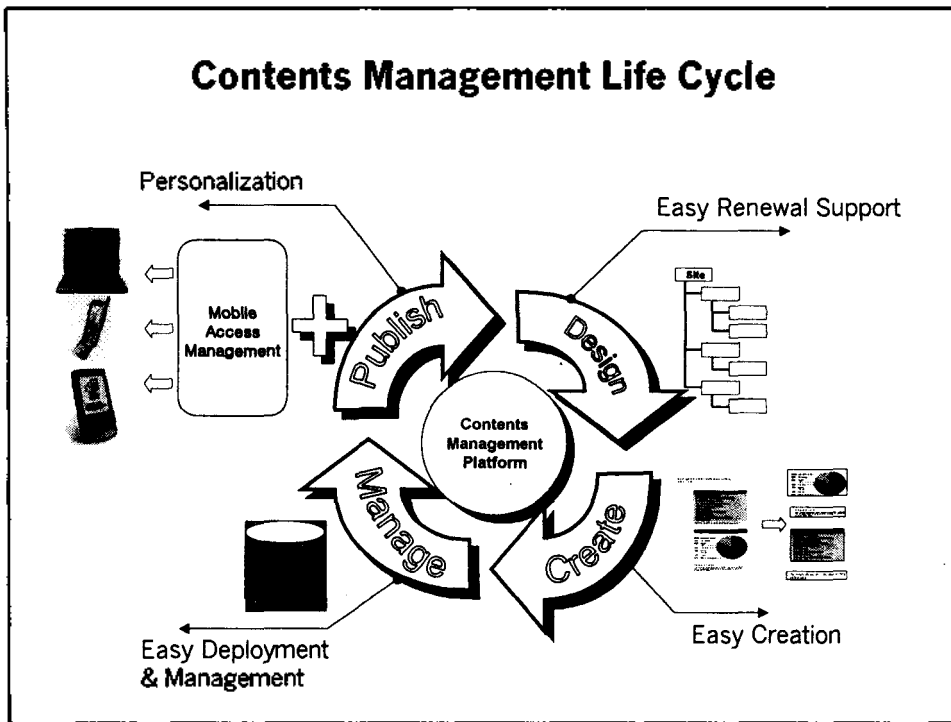 Contents Management Life Cycle
Personalization
Easy Renewal Support
Site
Mobile
Access
Management
Publish
Design
Contents
Management
Platform
Manage
Create
Easy Deployment
& Management
Easy Creation